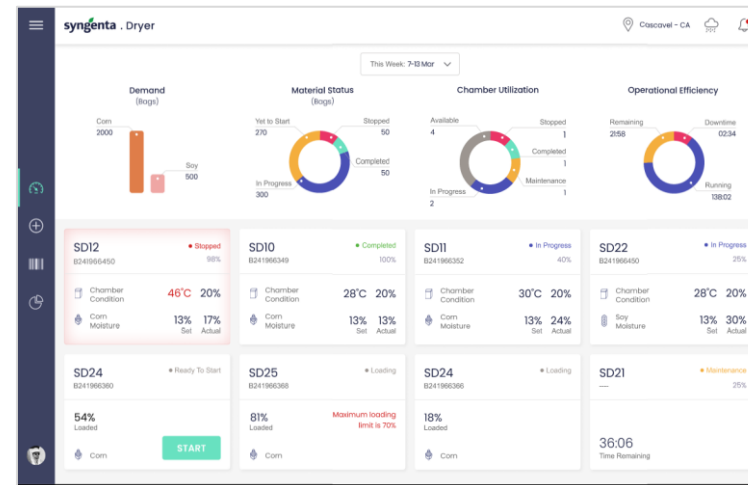 syngenta . Dryer
Cascavel - CA
This Week: 7-13 Mar
Demand
(Bags)
Corn
2000
Soy
500
Material Status
(Bags)
Yet to Start
270
Stopped
50
Completed
50
In Progress
300
Chamber Utilization
Available
4
Stopped
1
Completed
1
Maintenance
1
In Progress
2
Operational Efficiency
Remaining
21:58
Downtime
02:34
Running
138:02
SD12
Stopped
B241966450
98%
Chamber
Condition
46°C 20%
Corn
Moisture
13% 17%
Set Actual
SD10
Completed
B241966349
100%
Chamber
Condition
28°C 20%
Corn
Moisture
13% 13%
Set Actual
SD11
In Progress
B241966352
40%
Chamber
Condition
30°C 20%
Corn
Moisture
13% 24%
Set Actual
SD22
In Progress
B241966450
25%
Chamber
Condition
28°C 20%
Soy
Moisture
13% 30%
Set Actual
SD24
Ready To Start
B241966360
54%
Loaded
Corn
START
SD25
Loading
B241966368
81%
Loaded
Maximum loading
limit is 70%
Corn
SD24
Loading
B241966366
18%
Loaded
Corn
SD21
Maintenance
—
25%
36:06
Time Remaining